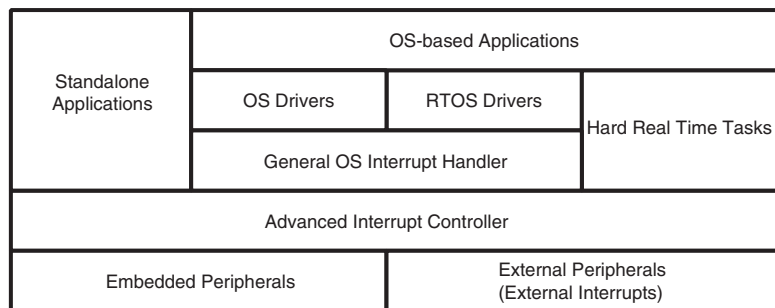 OS-based Applications
Standalone
Applications
OS Drivers
RTOS Drivers
Hard Real Time Tasks
General OS Interrupt Handler
Advanced Interrupt Controller
Embedded Peripherals
External Peripherals
(External Interrupts)